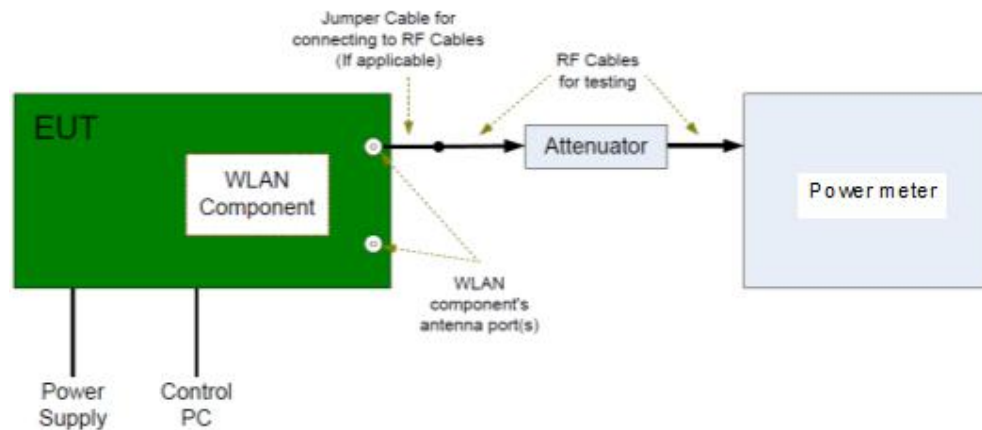 Jumper Cable for
connecting to RF Cables
(If applicable)
RF Cables
for testing
EUT
WLAN
Component
Attenuator
Power meter
WLAN
component's
antenna port(s)
Power
Supply
Control
PC